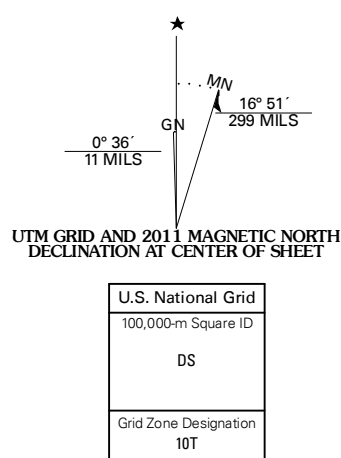 MN
16° 51´
299 MILS
GN
0° 36´
11 MILS
UTM GRID AND 2011 MAGNETIC NORTH
DECLINATION AT CENTER OF SHEET
U.S. National Grid
100,000-m Square ID
DS
Grid Zone Designation
10T